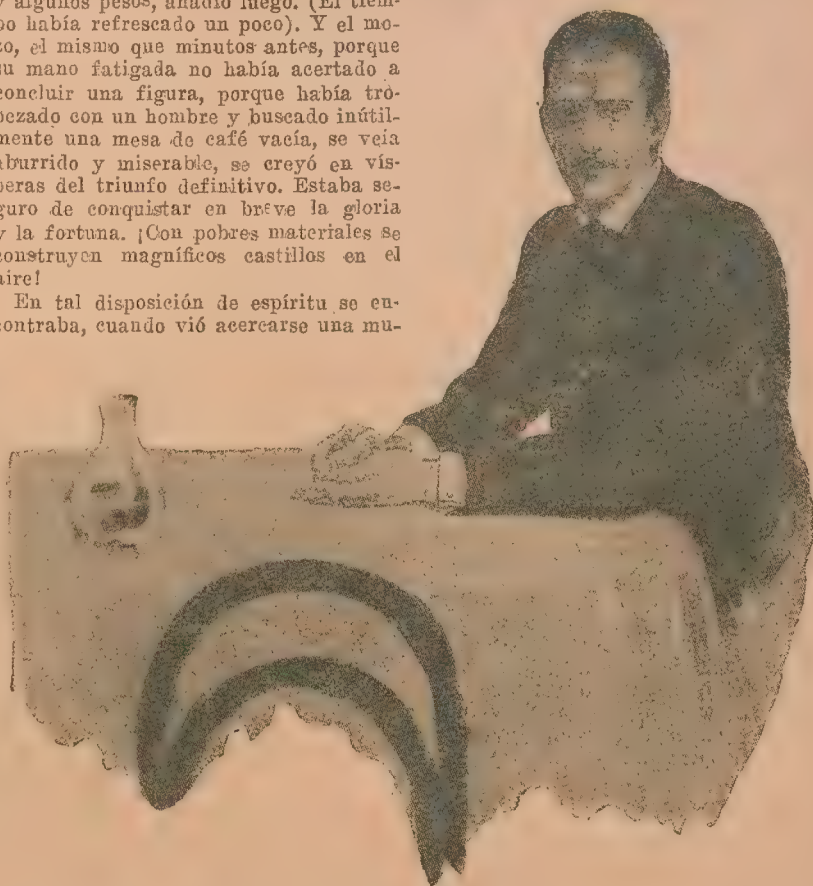 y algunos pesos, añadió luego. (El tiem-
po había refrescado un poco). Y el mo-
zo, el mismo que minutos antes, porque
su mano fatigada no había acertado a
concluir una figura, porque había tro-
pezado con un hombre y buscado inútil-
mente una mesa de café vacía, se veía
aburrido y miserable, se creyó en vís-
peras del triunfo definitivo. Estaba se-
guro de conquistar en breve la gloria
y la fortuna. ¡Con pobres materiales se
construyen magníficos castillos en el
aire!
En tal disposición de espíritu se en-
contraba, cuando vió acercarse una mu-